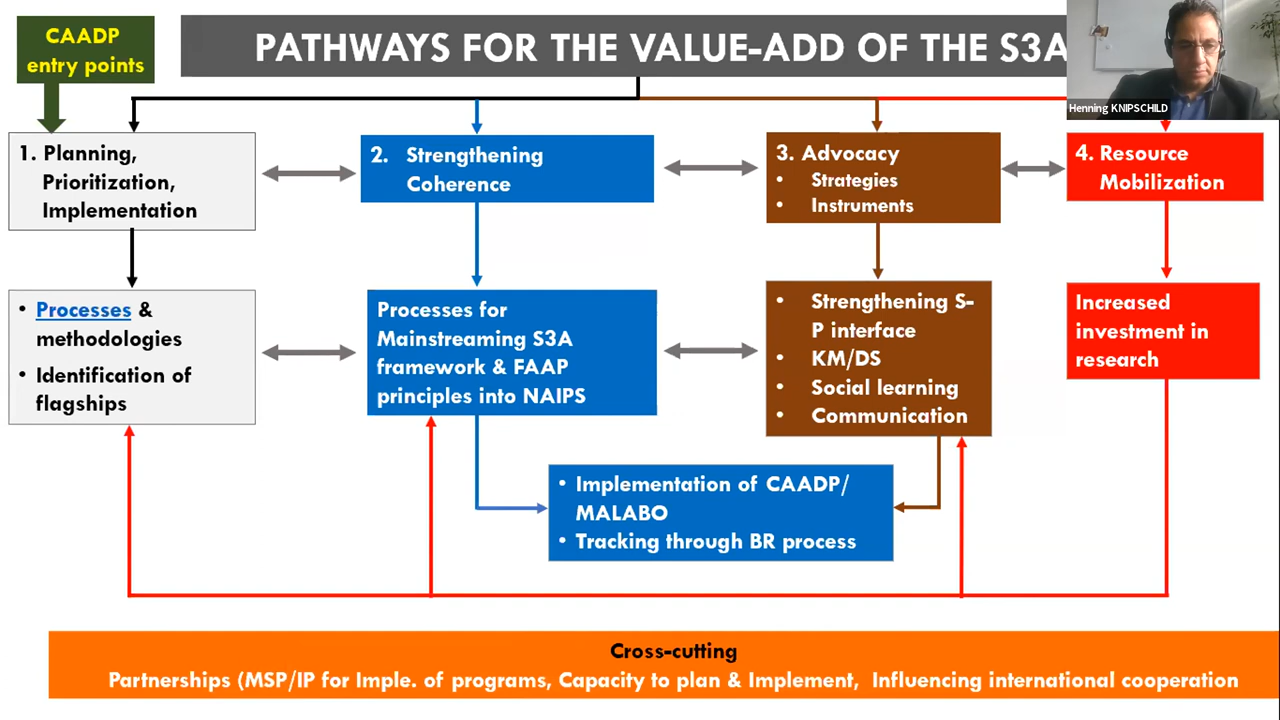 CAADP
entry points
PATHWAYS FOR THE VALUE-ADD OF THE S3A
Henning KNIPSCHILD
1. Planning,
Prioritization,
Implementation
2. Strengthening
Coherence
3. Advocacy
• Strategies
• Instruments
4. Resource
Mobilization
• Processes &
methodologies
• Identification of
flagships
Processes for
Mainstreaming S3A
framework & FAAP
principles into NAIPS
• Strengthening S-
P interface
• KM/DS
• Social learning
• Communication
Increased
investment in
research
• Implementation of CAADP/
MALABO
• Tracking through BR process
Cross-cutting
Partnerships (MSP/IP for Imple. of programs, Capacity to plan & Implement, Influencing international cooperation